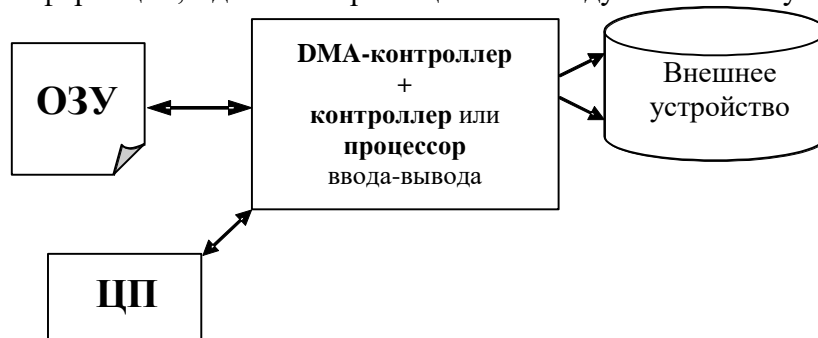 ОЗУ
DMA-контроллер
+
контроллер или
процессор
ввода-вывода
Внешнее
устройство
ЦП